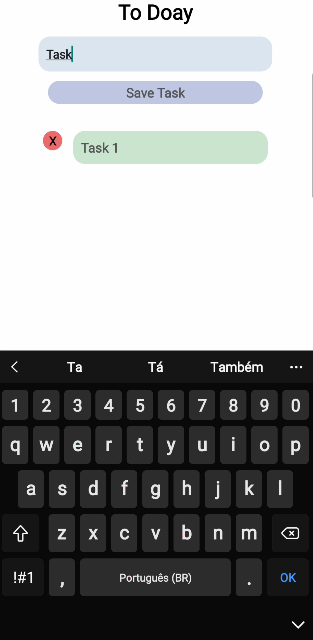 To Doay
Task
Save Task
X
Task 1
Ta Tá Também
1 2 3 4 5 6 7 8 9 0
q w e r t y u i o p
a s d f g h j k l
z x c v b n m
!#1 , Português (BR) . OK